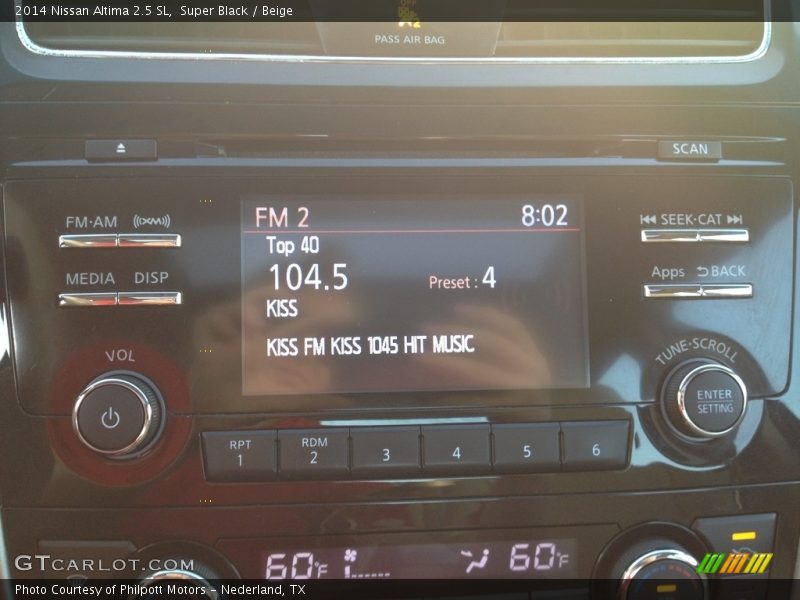 2014 Nissan Altima 2.5 SL,  Super Black / Beige
PASS AIR BAG
SCAN
FM·AM ((XM))
SEEK·CAT
FM 2 8:02
Top 40
104.5 Preset : 4
KISS
KISS FM KISS 1045 HIT MUSIC
MEDIA DISP
Apps BACK
VOL
TUNE·SCROLL
ENTER
SETTING
RPT
1
RDM
2
3
4
5
6
60°F
60°F
GTCARLOT.COM
Photo Courtesy of Philpott Motors - Nederland, TX